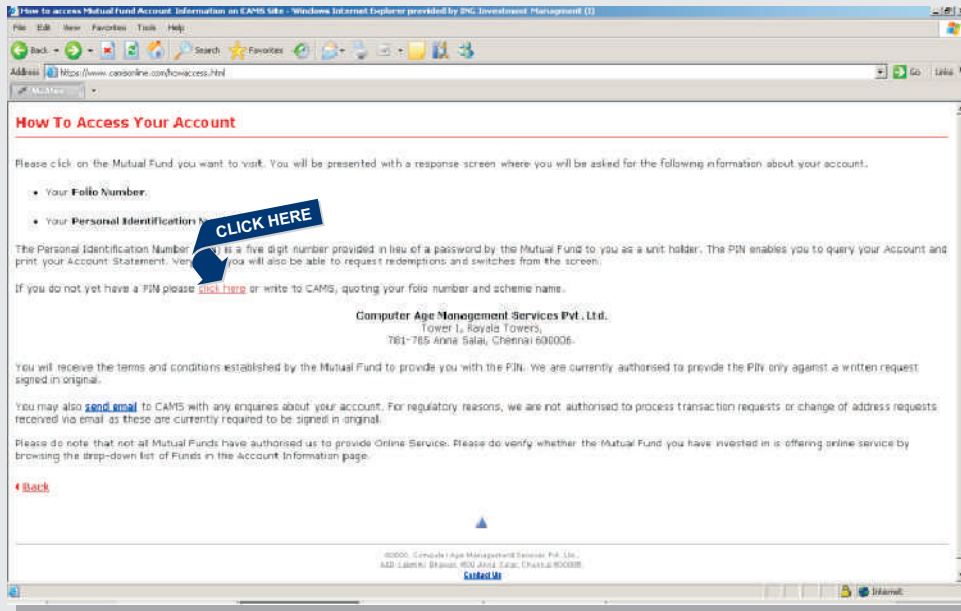 How to access Mutual Fund Account Information on CAMS Site - Windows Internet Explorer provided by ING Investment Management (I)
File Edit View Favorites Tools Help
Back Search Favorites
Address https://www.camsonline.com/howaccess.html Go Links
McAfee
How To Access Your Account
Please click on the Mutual Fund you want to visit. You will be presented with a response screen where you will be asked for the following information about your account.
• Your Folio Number.
• Your Personal Identification
CLICK HERE
The Personal Identification Number is a five digit number provided in lieu of a password by the Mutual Fund to you as a unit holder. The PIN enables you to query your Account and
print your Account Statement. you will also be able to request redemptions and switches from the screen.
If you do not yet have a PIN please click here or write to CAMS, quoting your folio number and scheme name.
Computer Age Management Services Pvt. Ltd.
Tower I, Rayala Towers,
781-785 Anna Salai, Chennai 600006.
You will receive the terms and conditions established by the Mutual Fund to provide you with the PIN. We are currently authorised to provide the PIN only against a written request
signed in original.
You may also send email to CAMS with any enquires about your account. For regulatory reasons, we are not authorised to process transaction requests or change of address requests
received via email as these are currently required to be signed in original.
Please do note that not all Mutual Funds have authorised us to provide Online Service. Please do verify whether the Mutual Fund you have invested in is offering online service by
browsing the drop-down list of Funds in the Account Information page.
Back
Computer Age Management Services Pvt. Ltd.,
Contact Us
Internet